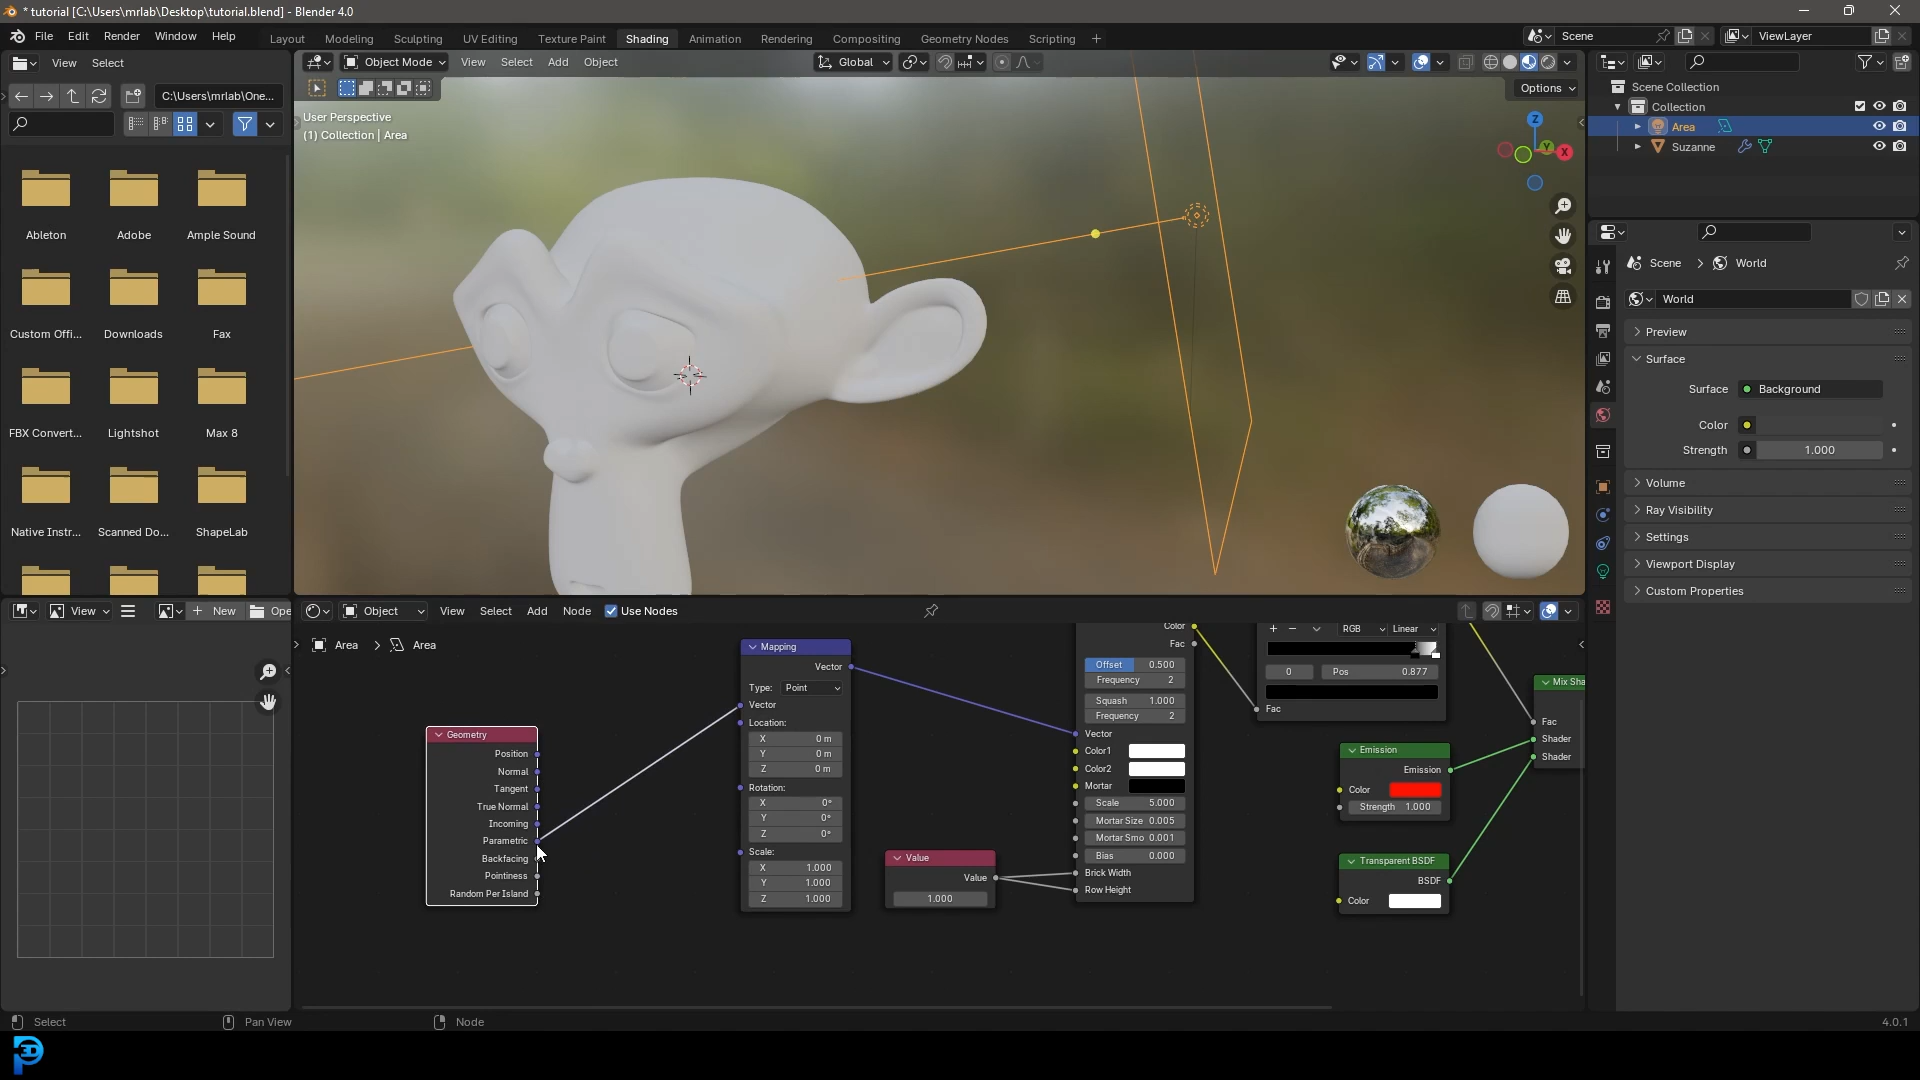 * tutorial [C:\Users\mrlab\Desktop\tutorial.blend] - Blender 4.0
File Edit Render Window Help
Layout Modeling Sculpting UV Editing Texture Paint Shading Animation Rendering Compositing Geometry Nodes Scripting +
Scene
ViewLayer
View Select
C:\Users\mrlab\One...
Ableton Adobe Ample Sound
Custom Offi... Downloads Fax
FBX Convert... Lightshot Max 8
Native Instr... Scanned Do... ShapeLab
Object Mode View Select Add Object
Global
Options
User Perspective
(1) Collection | Area
Z
Y
X
Scene Collection
Collection
Area
Suzanne
Scene > World
World
Preview
Surface
Surface Background
Color
Strength 1.000
Volume
Ray Visibility
Settings
Viewport Display
Custom Properties
View + New Ope
Object View Select Add Node Use Nodes
Area > Area
Geometry
Position
Normal
Tangent
True Normal
Incoming
Parametric
Backfacing
Pointiness
Random Per Island
Mapping
Vector
Type: Point
Vector
Location:
X 0 m
Y 0 m
Z 0 m
Rotation:
X 0°
Y 0°
Z 0°
Scale:
X 1.000
Y 1.000
Z 1.000
Value
Value
1.000
Color
Fac
Offset 0.500
Frequency 2
Squash 1.000
Frequency 2
Vector
Color1
Color2
Mortar
Scale 5.000
Mortar Size 0.005
Mortar Smo 0.001
Bias 0.000
Brick Width
Row Height
+ − RGB Linear
0 Pos 0.877
Fac
Emission
Emission
Color
Strength 1.000
Transparent BSDF
BSDF
Color
Mix Sha
Fac
Shader
Shader
Select Pan View Node 4.0.1